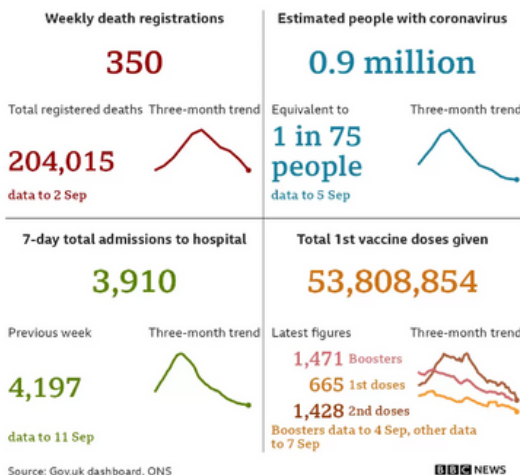 Weekly death registrations
350
Total registered deaths Three-month trend
204,015
data to 2 Sep
Estimated people with coronavirus
0.9 million
Equivalent to Three-month trend
1 in 75
people
data to 5 Sep
7-day total admissions to hospital
3,910
Previous week Three-month trend
4,197
data to 11 Sep
Total 1st vaccine doses given
53,808,854
Latest figures Three-month trend
1,471 Boosters
665 1st doses
1,428 2nd doses
Boosters data to 4 Sep, other data
to 7 Sep
Source: Gov.uk dashboard, ONS
BBC NEWS